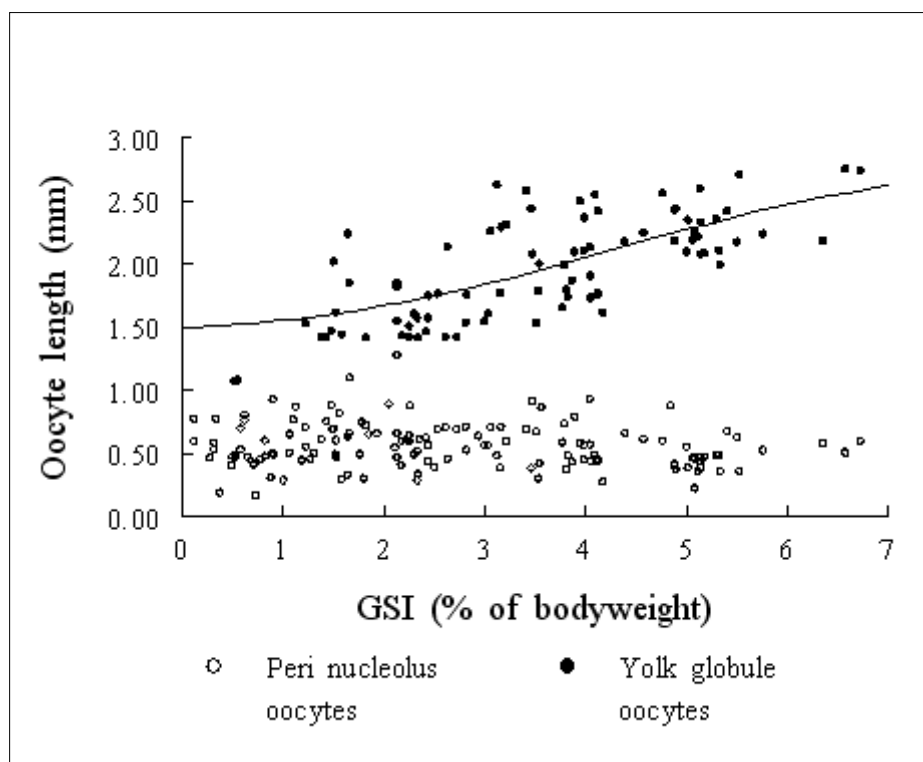 3.00
2.50
2.00
1.50
1.00
0.50
0.00
Oocyte length (mm)
0 1 2 3 4 5 6 7
GSI (% of bodyweight)
Peri nucleolus
oocytes
Yolk globule
oocytes